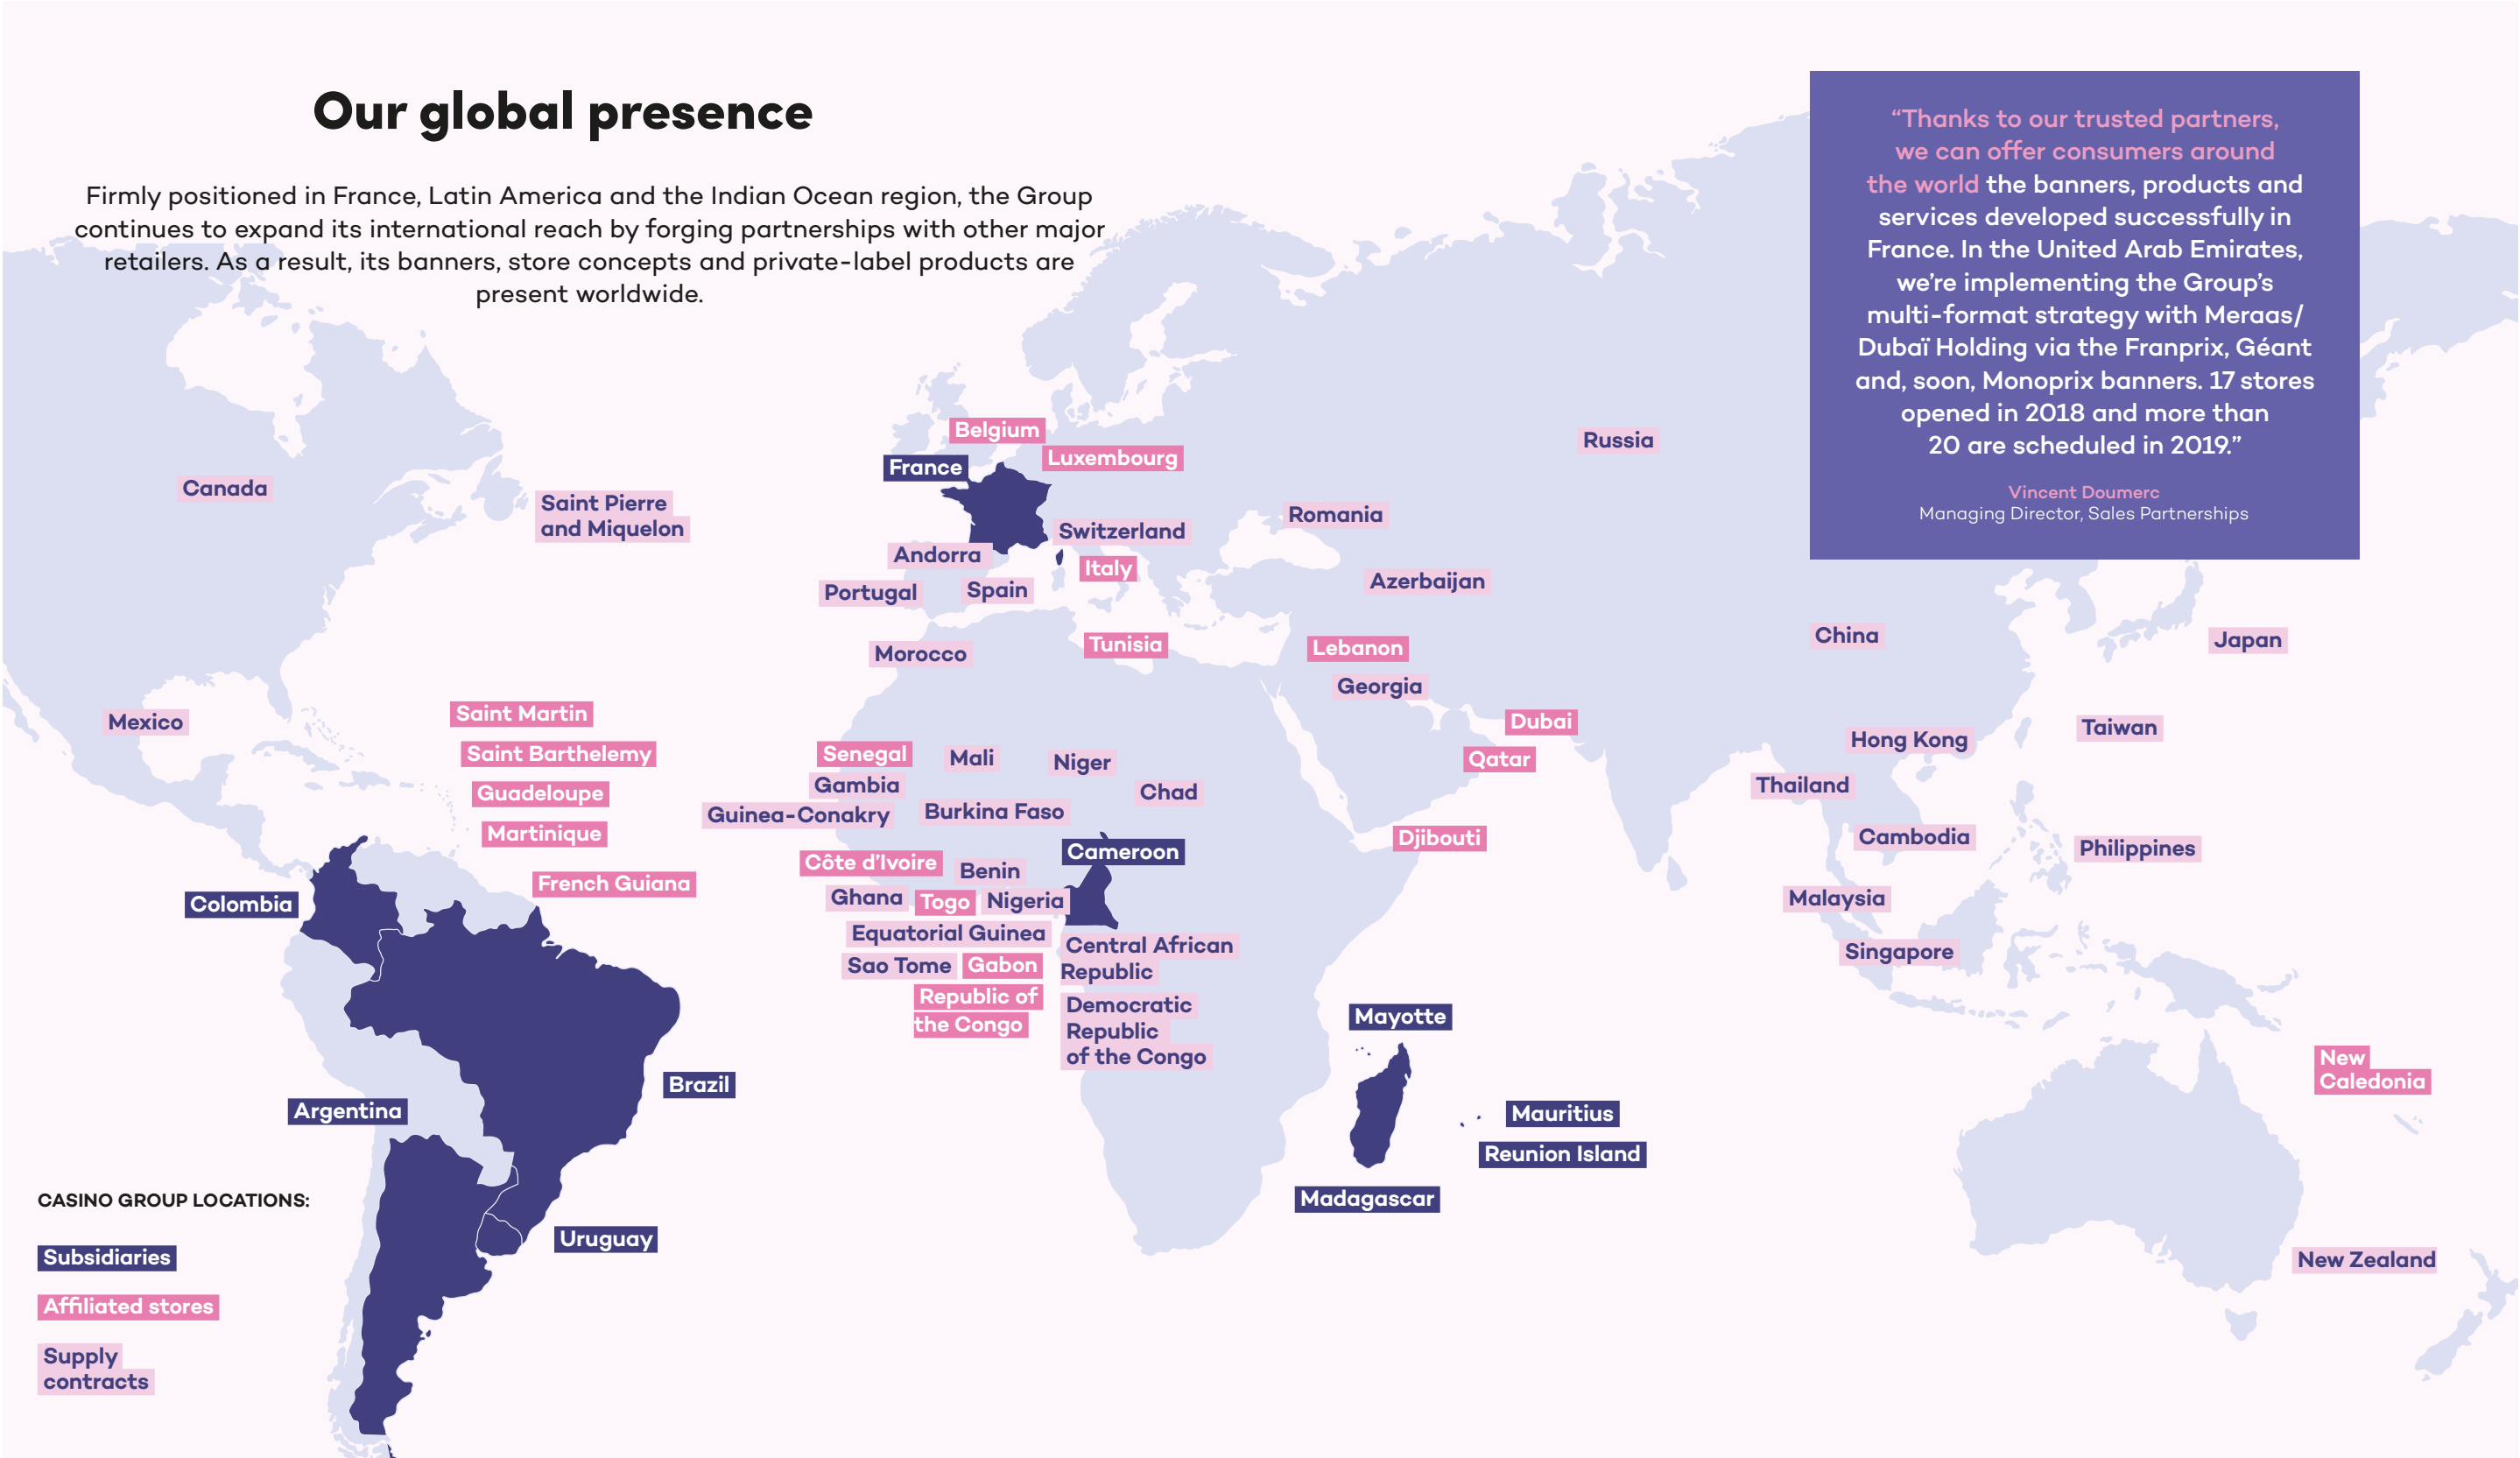 Our global presence
Firmly positioned in France, Latin America and the Indian Ocean region, the Group
continues to expand its international reach by forging partnerships with other major
retailers. As a result, its banners, store concepts and private-label products are
present worldwide.
“Thanks to our trusted partners,
we can offer consumers around
the world the banners, products and
services developed successfully in
France. In the United Arab Emirates,
we’re implementing the Group’s
multi-format strategy with Meraas/
Dubaï Holding via the Franprix, Géant
and, soon, Monoprix banners. 17 stores
opened in 2018 and more than
20 are scheduled in 2019.”
Vincent Doumerc
Managing Director, Sales Partnerships
Canada
Saint Pierre
and Miquelon
Mexico
Saint Martin
Saint Barthelemy
Guadeloupe
Martinique
French Guiana
Colombia
Brazil
Argentina
Uruguay
Belgium
Luxembourg
France
Switzerland
Andorra
Italy
Portugal
Spain
Romania
Russia
Azerbaijan
Morocco
Tunisia
Lebanon
Georgia
Dubai
Qatar
Djibouti
Senegal
Mali
Niger
Gambia
Chad
Guinea-Conakry
Burkina Faso
Cameroon
Côte d’Ivoire
Benin
Ghana
Togo
Nigeria
Equatorial Guinea
Central African
Republic
Sao Tome
Gabon
Republic of
the Congo
Democratic
Republic
of the Congo
Mayotte
Mauritius
Reunion Island
Madagascar
China
Japan
Hong Kong
Taiwan
Thailand
Cambodia
Philippines
Malaysia
Singapore
New
Caledonia
New Zealand
CASINO GROUP LOCATIONS:
Subsidiaries
Affiliated stores
Supply
contracts